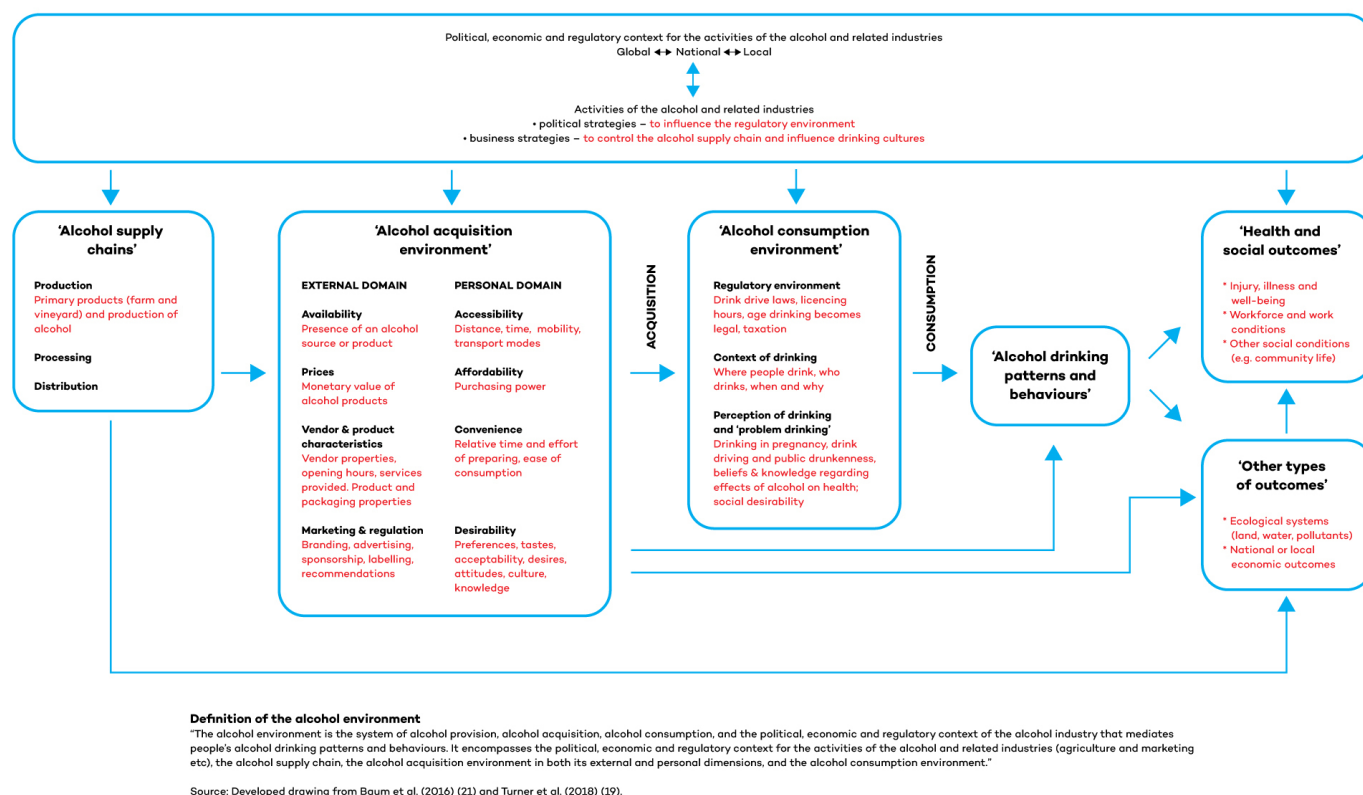 Political, economic and regulatory context for the activities of the alcohol and related industries
Global ↔ National ↔ Local
Activities of the alcohol and related industries
• political strategies – to influence the regulatory environment
• business strategies – to control the alcohol supply chain and influence drinking cultures
‘Alcohol supply
chains’
Production
Primary products (farm and
vineyard) and production of
alcohol
Processing
Distribution
‘Alcohol acquisition
environment’
EXTERNAL DOMAIN
Availability
Presence of an alcohol
source or product
Prices
Monetary value of
alcohol products
Vendor & product
characteristics
Vendor properties,
opening hours, services
provided. Product and
packaging properties
Marketing & regulation
Branding, advertising,
sponsorship, labelling,
recommendations
PERSONAL DOMAIN
Accessibility
Distance, time, mobility,
transport modes
Affordability
Purchasing power
Convenience
Relative time and effort
of preparing, ease of
consumption
Desirability
Preferences, tastes,
acceptability, desires,
attitudes, culture,
knowledge
ACQUISITION
‘Alcohol consumption
environment’
Regulatory environment
Drink drive laws, licencing
hours, age drinking becomes
legal, taxation
Context of drinking
Where people drink, who
drinks, when and why
Perception of drinking
and ‘problem drinking’
Drinking in pregnancy, drink
driving and public drunkenness,
beliefs & knowledge regarding
effects of alcohol on health;
social desirability
CONSUMPTION
‘Alcohol drinking
patterns and
behaviours’
‘Health and
social outcomes’
* Injury, illness and
well-being
* Workforce and work
conditions
* Other social conditions
(e.g. community life)
‘Other types
of outcomes’
* Ecological systems
(land, water, pollutants)
* National or local
economic outcomes
Definition of the alcohol environment
“The alcohol environment is the system of alcohol provision, alcohol acquisition, alcohol consumption, and the political, economic and regulatory context of the alcohol industry that mediates
people’s alcohol drinking patterns and behaviours. It encompasses the political, economic and regulatory context for the activities of the alcohol and related industries (agriculture and marketing
etc), the alcohol supply chain, the alcohol acquisition environment in both its external and personal dimensions, and the alcohol consumption environment.”
Source: Developed drawing from Baum et al. (2016) (21) and Turner et al. (2018) (19).